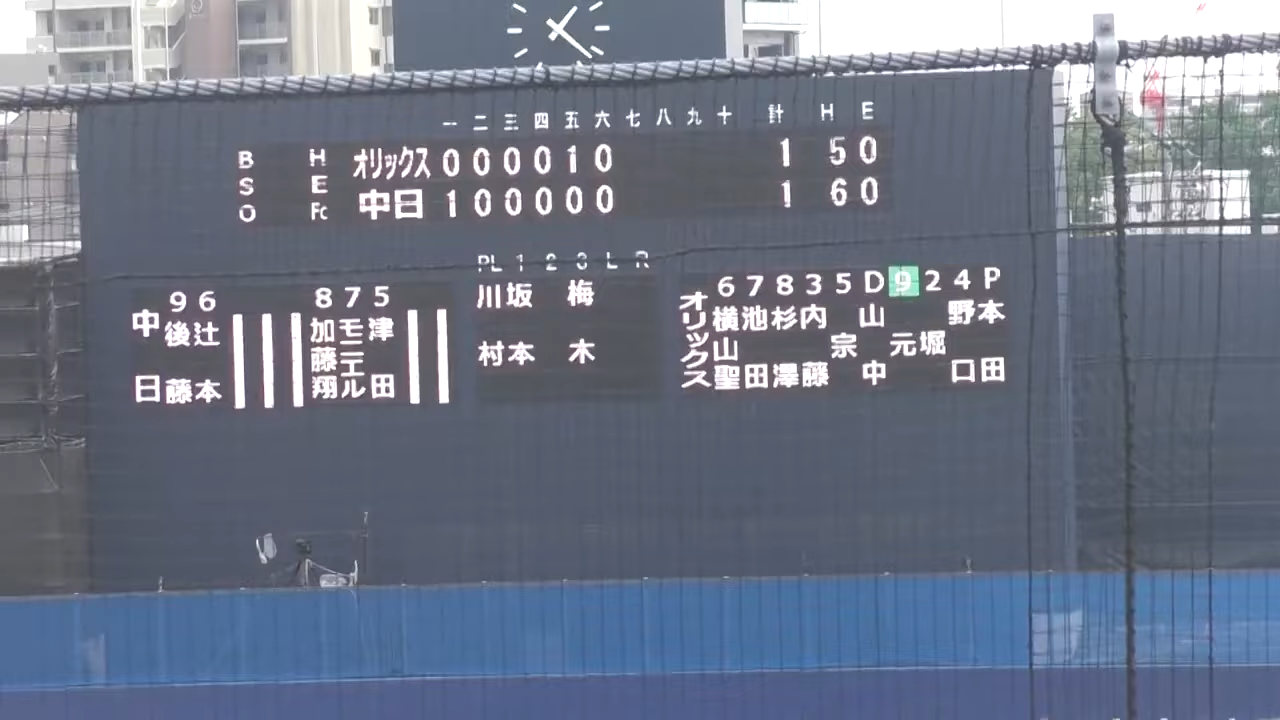 一 二 三 四 五 六 七 八 九 十 計 H E
B H オリックス 0 0 0 0 1 0 1 5 0
S E
O Fc 中日 1 0 0 0 0 0 1 6 0
PL 1 2 3 L R
川村 坂本 梅木
9 6 8 7 5
中日 後藤 辻本 加藤翔 モニエル 津田
6 7 8 3 5 D 9 2 4 P
オリックス 横山聖 池田 杉澤 内藤 宗 山中 元 堀 野口 本田